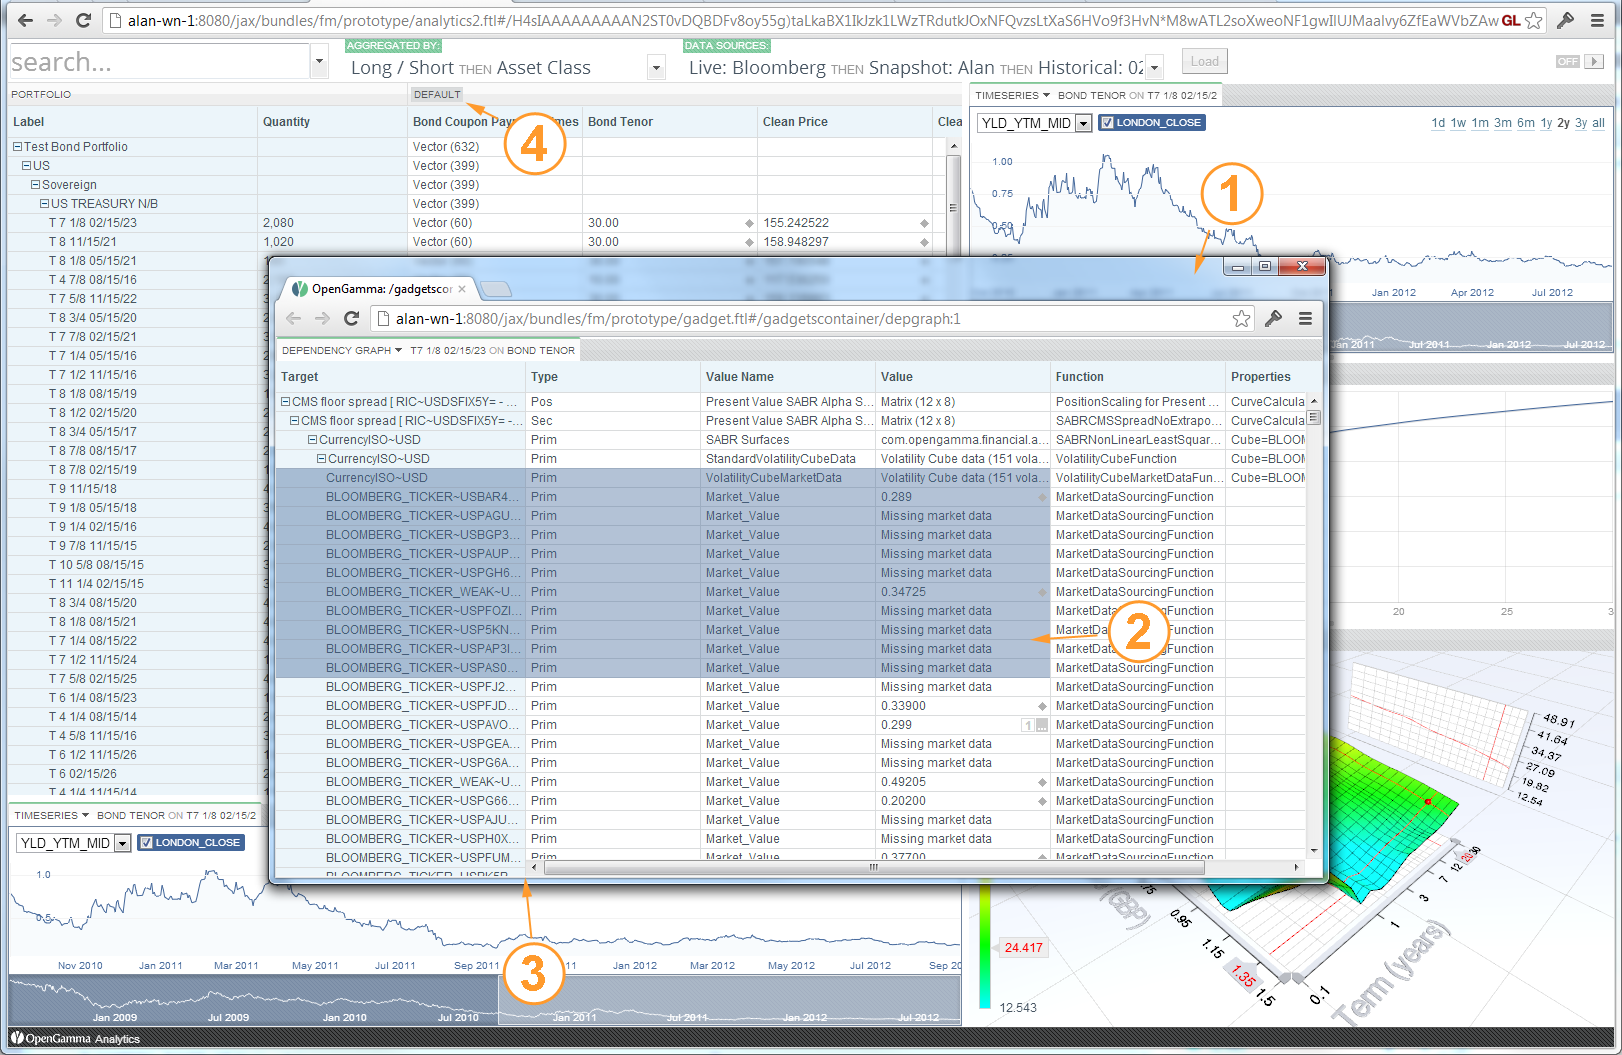 alan-wn-1:8080/jax/bundles/fm/prototype/analytics2.ftl#/
GL
search...
AGGREGATED BY:
Long / Short THEN Asset Class
DATA SOURCES:
Live: Bloomberg THEN Snapshot: Alan THEN Historical: 02
Load
OFF
PORTFOLIO
DEFAULT
Label Quantity Bond Coupon Bond Tenor Clean Price Clea
Test Bond Portfolio Vector (632)
US Vector (399)
Sovereign Vector (399)
US TREASURY N/B Vector (399)
T 7 1/8 02/15/23 2,080 Vector (60) 30.00 155.242522
T 8 11/15/21 1,020 Vector (60) 30.00 158.948297
T 8 1/8 05/15/21
T 4 7/8 08/15/16
T 7 5/8 11/15/22
T 8 3/4 05/15/20
T 7 7/8 02/15/21
T 7 1/4 05/15/16
T 7 1/2 11/15/16
T 8 1/8 08/15/19
T 8 1/2 02/15/20
T 8 3/4 05/15/17
T 8 7/8 08/15/17
T 8 7/8 02/15/19
T 9 11/15/18
T 9 1/8 05/15/18
T 9 1/4 02/15/16
T 9 7/8 11/15/15
T 10 5/8 08/15/15
T 11 1/4 02/15/15
T 8 3/4 08/15/20
T 8 1/8 08/15/21
T 7 1/4 08/15/22
T 7 1/2 11/15/24
T 7 5/8 02/15/25
T 6 1/4 08/15/23
T 4 1/4 08/15/14
T 4 5/8 11/15/16
T 6 1/2 11/15/26
T 6 02/15/26
T 4 1/4 11/15/14
4
TIMESERIES BOND TENOR ON T7 1/8 02/15/2
YLD_YTM_MID LONDON_CLOSE
1d 1w 1m 3m 6m 1y 2y 3y all
1.00
0.75
0.50
1
Jan 2012 Apr 2012 Jul 2012
Jan 2011 Jul 2011 Jan 2012 Jul 2012
OpenGamma: /gadgetscor
alan-wn-1:8080/jax/bundles/fm/prototype/gadget.ftl#/gadgetscontainer/depgraph:1
DEPENDENCY GRAPH T7 1/8 02/15/23 ON BOND TENOR
Target Type Value Name Value Function Properties
CMS floor spread [ RIC~USDSFIX5Y= - ... Pos Present Value SABR Alpha S... Matrix (12 x 8) PositionScaling for Present ... CurveCalcula
CMS floor spread [ RIC~USDSFIX5Y= -... Sec Present Value SABR Alpha S... Matrix (12 x 8) SABRCMSSpreadNoExtrapo... CurveCalcula
CurrencyISO~USD Prim SABR Surfaces com.opengamma.financial.a... SABRNonLinearLeastSquar... Cube=BLOOM
CurrencyISO~USD Prim StandardVolatilityCubeData Volatility Cube data (151 vola... VolatilityCubeFunction Cube=BLOOM
CurrencyISO~USD Prim VolatilityCubeMarketData Volatility Cube data (151 vola... VolatilityCubeMarketDataFun... Cube=BLOOM
BLOOMBERG_TICKER~USBAR4... Prim Market_Value 0.289 MarketDataSourcingFunction
BLOOMBERG_TICKER~USPAGU... Prim Market_Value Missing market data MarketDataSourcingFunction
BLOOMBERG_TICKER~USBGP3... Prim Market_Value Missing market data MarketDataSourcingFunction
BLOOMBERG_TICKER~USPAUP... Prim Market_Value Missing market data MarketDataSourcingFunction
BLOOMBERG_TICKER~USPGH6... Prim Market_Value Missing market data MarketDataSourcingFunction
BLOOMBERG_TICKER_WEAK~U... Prim Market_Value 0.34725 MarketDataSourcingFunction
BLOOMBERG_TICKER~USPFOZI... Prim Market_Value Missing market data MarketDataSourcingFunction
BLOOMBERG_TICKER~USP5KN... Prim Market_Value Missing market data MarketDa Function
BLOOMBERG_TICKER~USPAP3I... Prim Market_Value Missing market data MarketDa Function
BLOOMBERG_TICKER~USPAS0... Prim Market_Value Missing market data MarketDataSourcingFunction
BLOOMBERG_TICKER~USPFJ2... Prim Market_Value Missing market data MarketDataSourcingFunction
BLOOMBERG_TICKER~USPFJD... Prim Market_Value 0.33900 MarketDataSourcingFunction
BLOOMBERG_TICKER~USPAVO... Prim Market_Value 0.299 1 ... MarketDataSourcingFunction
BLOOMBERG_TICKER~USPGEA... Prim Market_Value Missing market data MarketDataSourcingFunction
BLOOMBERG_TICKER~USPG6A... Prim Market_Value Missing market data MarketDataSourcingFunction
BLOOMBERG_TICKER_WEAK~U... Prim Market_Value 0.49205 MarketDataSourcingFunction
BLOOMBERG_TICKER~USPG66... Prim Market_Value 0.20200 MarketDataSourcingFunction
BLOOMBERG_TICKER~USPAJU... Prim Market_Value Missing market data MarketDataSourcingFunction
BLOOMBERG_TICKER~USPH0X... Prim Market_Value Missing market data MarketDataSourcingFunction
BLOOMBERG_TICKER~USPFUM... Prim Market_Value 0.37700 MarketDataSourcingFunction
2
3
20 25 3
48.91
41.64
34.37
27.09
19.82
12.54
TIMESERIES BOND TENOR ON T7 1/8 02/15/2
YLD_YTM_MID LONDON_CLOSE
1.0
0.5
Nov 2010 Jan 2011 Mar 2011 May 2011 Jul 2011 Sep 2011 2011 Jan 2012 Mar 2012 May 2012 Jul 2012 Sep 20
Jan 2009 Jul 2009 Jan 2010 Jul 2010 Jan 2011 Jul 2011 Jan 2012 Jul 2012
24.417
12.543
(GBP)
0.95
1.15
1.35
1.5
0.1
1
3
7
12
20
30
Term (years)
OpenGamma Analytics